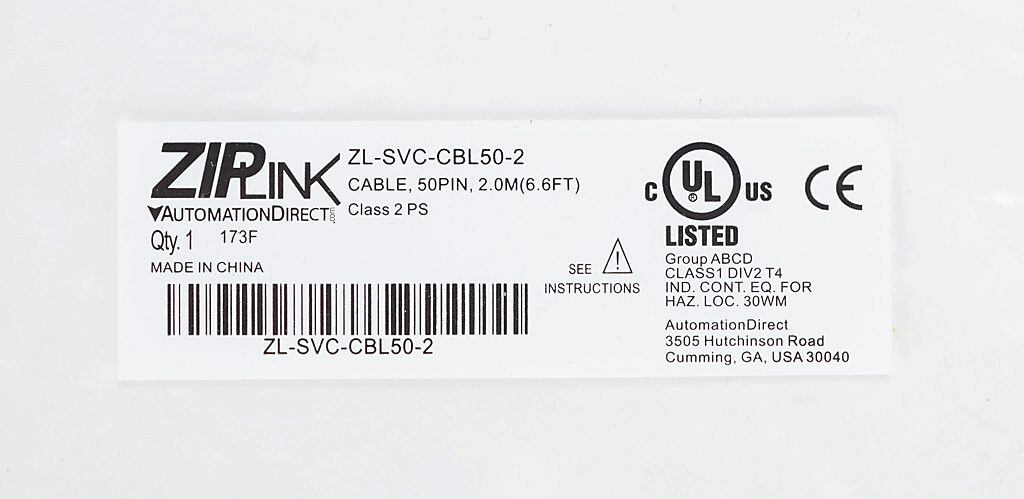 ZIPLINK
AUTOMATIONDIRECT.com
ZL-SVC-CBL50-2
CABLE, 50PIN, 2.0M(6.6FT)
Class 2 PS
Qty. 1 173F
MADE IN CHINA
ZL-SVC-CBL50-2
SEE
INSTRUCTIONS
C UL ® US CE
LISTED
Group ABCD
CLASS1 DIV2 T4
IND. CONT. EQ. FOR
HAZ. LOC. 30WM
AutomationDirect
3505 Hutchinson Road
Cumming, GA, USA 30040